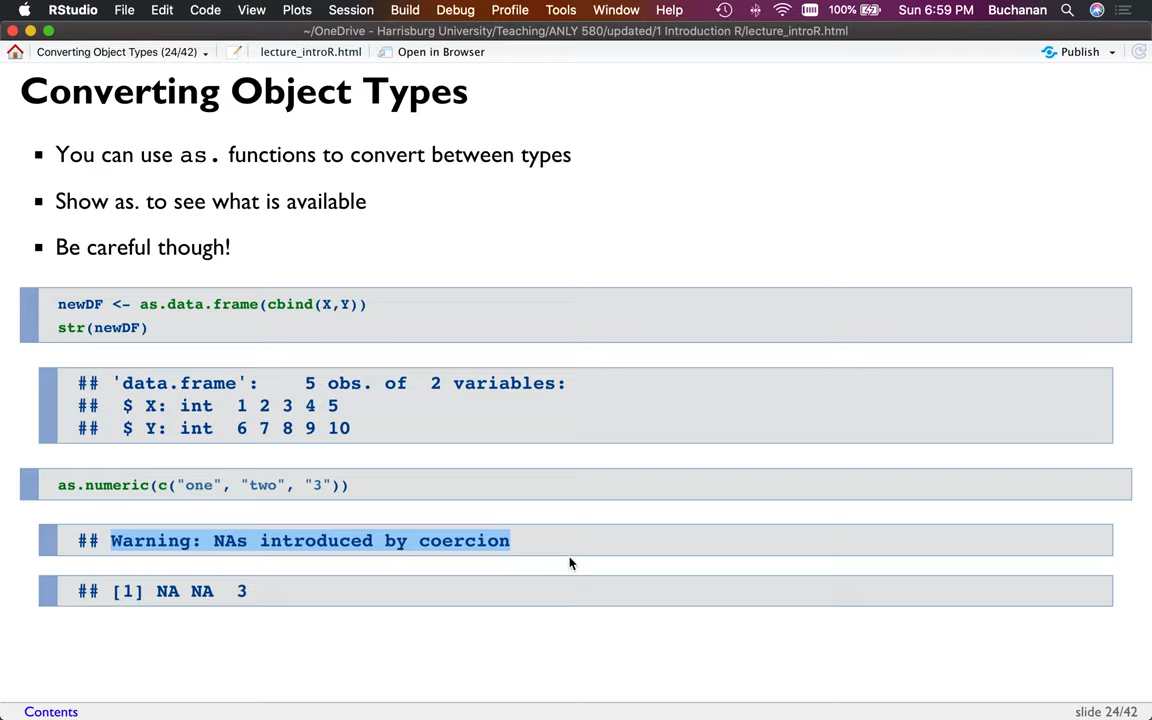 RStudio File Edit Code View Plots Session Build Debug Profile Tools Window Help 100% Sun 6:59 PM Buchanan
~/OneDrive - Harrisburg University/Teaching/ANLY 580/updated/1 Introduction R/lecture_introR.html
Converting Object Types (24/42) lecture_introR.html Open in Browser Publish
Converting Object Types
▪ You can use as. functions to convert between types
▪ Show as. to see what is available
▪ Be careful though!
newDF <- as.data.frame(cbind(X,Y))
str(newDF)
## 'data.frame': 5 obs. of 2 variables:
## $ X: int 1 2 3 4 5
## $ Y: int 6 7 8 9 10
as.numeric(c("one", "two", "3"))
## Warning: NAs introduced by coercion
## [1] NA NA 3
Contents slide 24/42